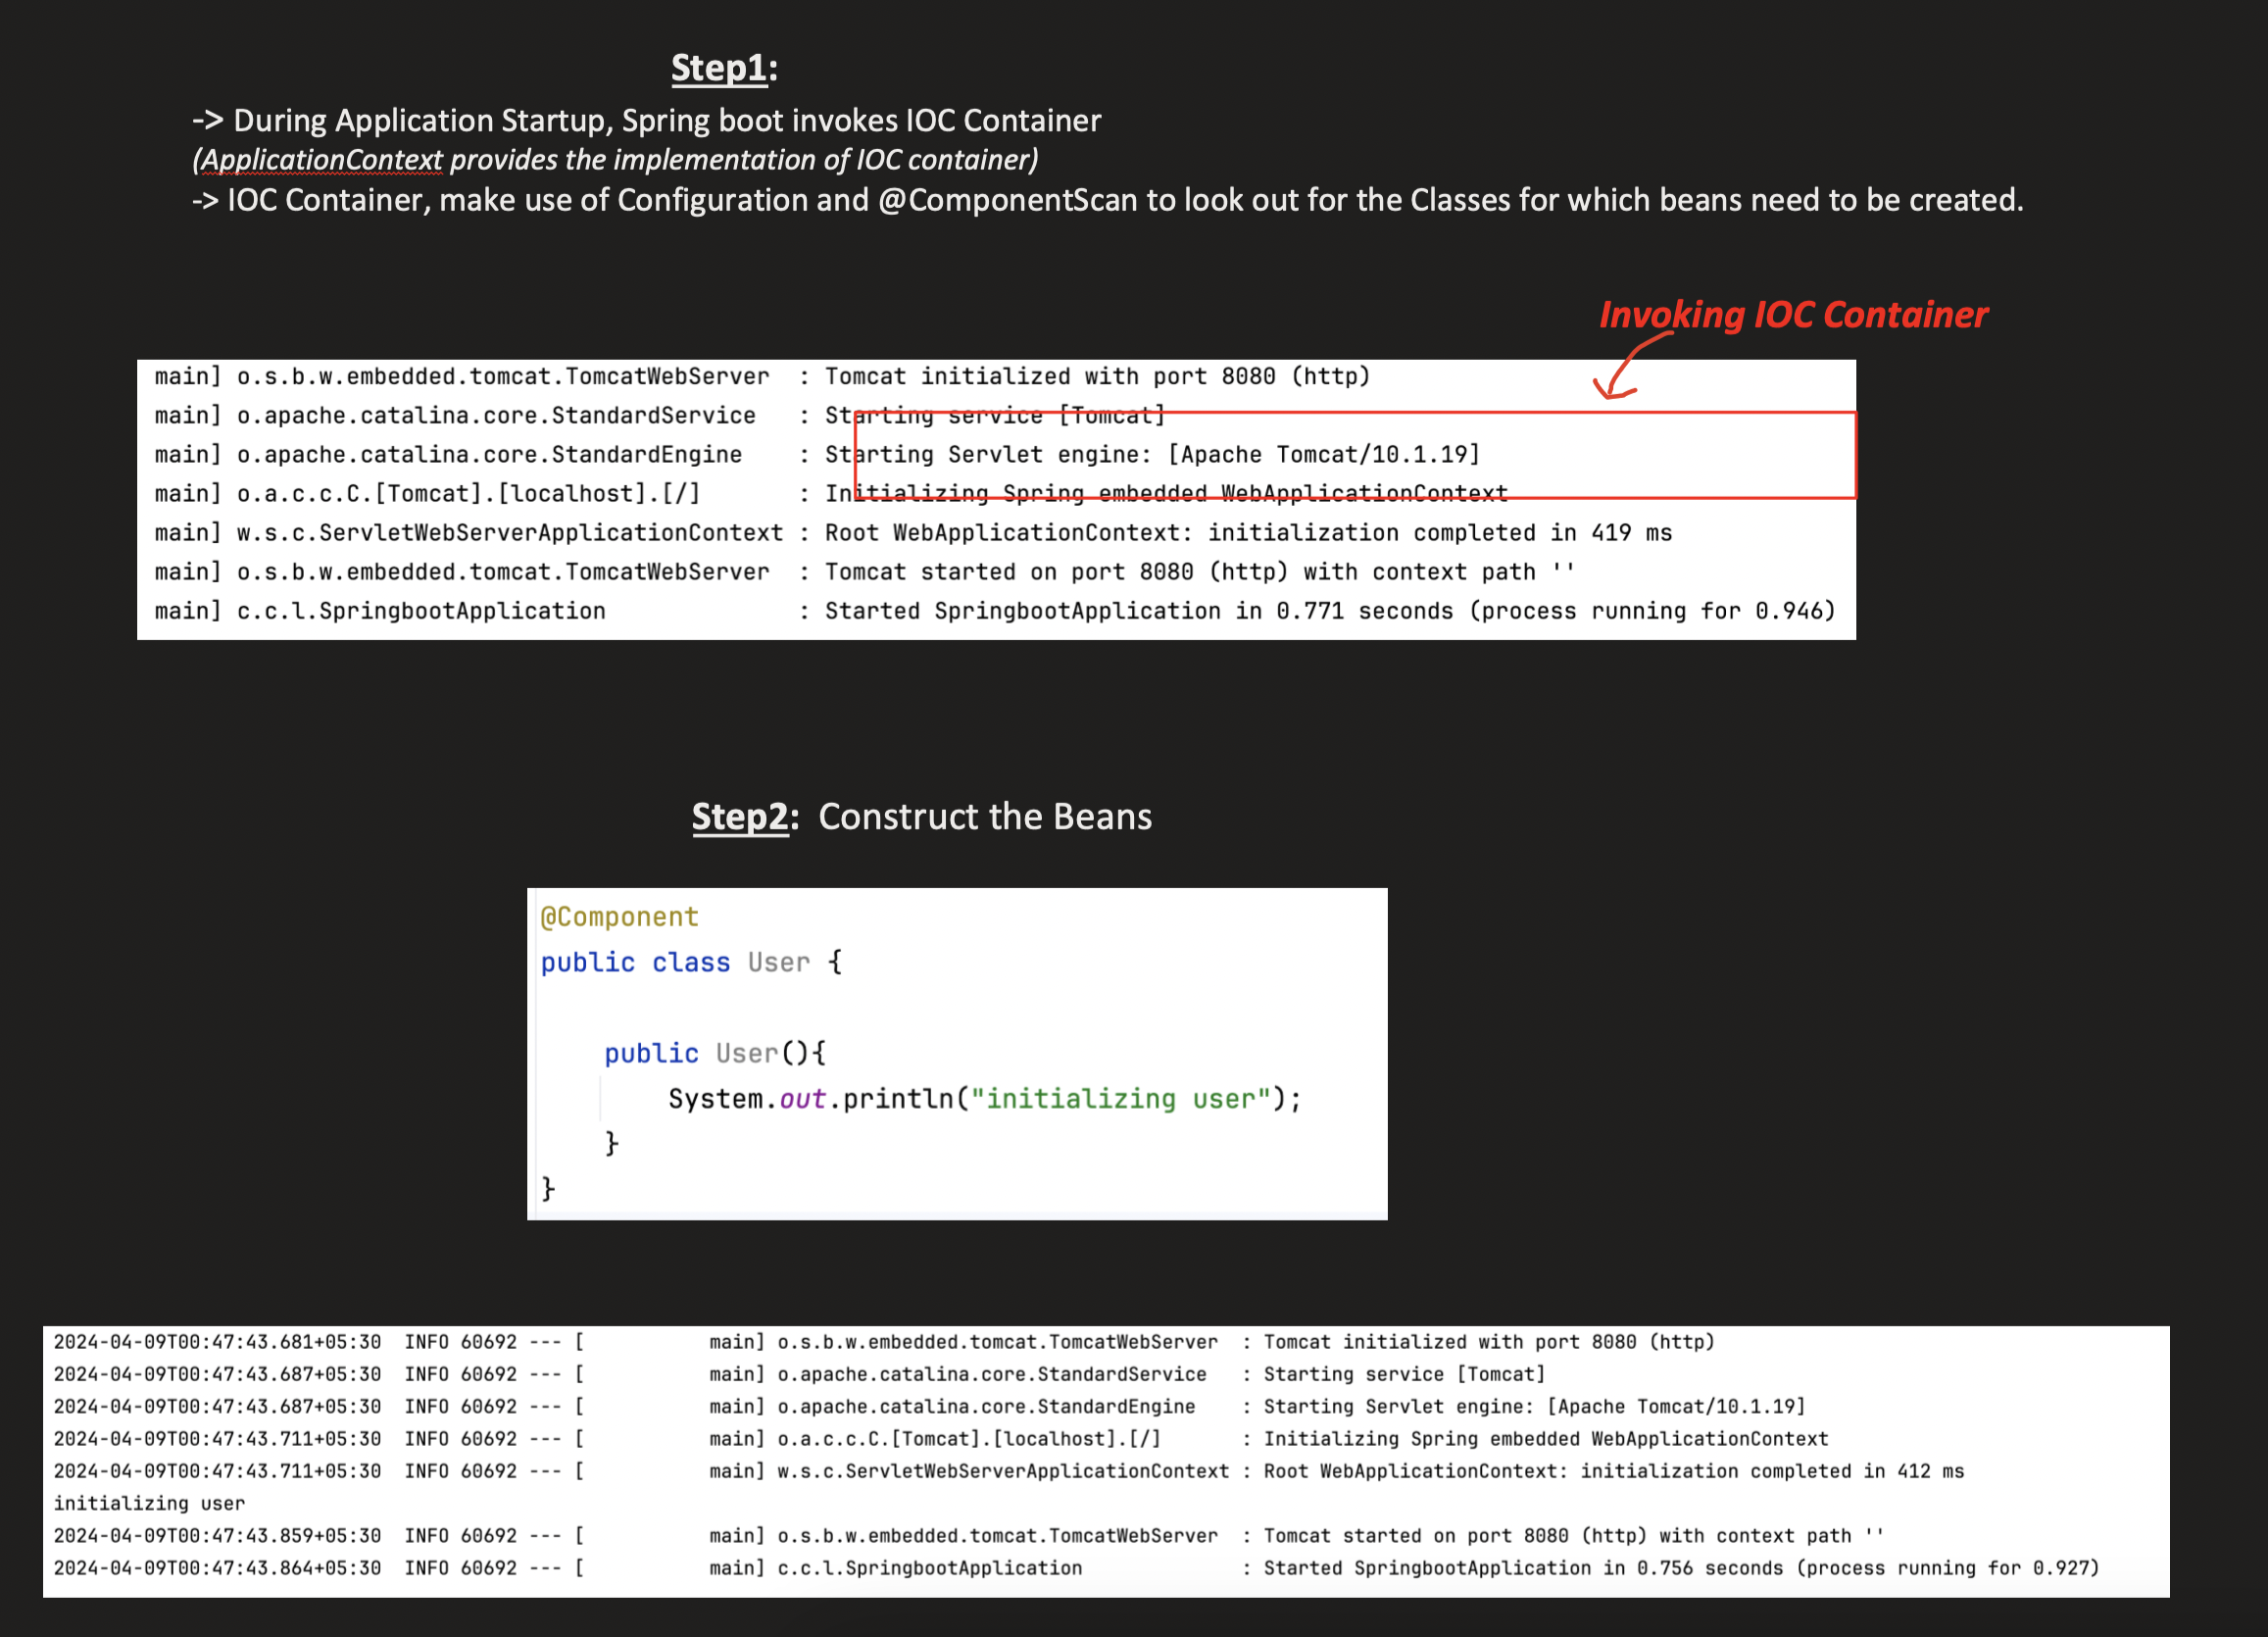 Step1:
-> During Application Startup, Spring boot invokes IOC Container
(ApplicationContext provides the implementation of IOC container)
-> IOC Container, make use of Configuration and @ComponentScan to look out for the Classes for which beans need to be created.
Invoking IOC Container
main] o.s.b.w.embedded.tomcat.TomcatWebServer  : Tomcat initialized with port 8080 (http)
main] o.apache.catalina.core.StandardService   : Starting service [Tomcat]
main] o.apache.catalina.core.StandardEngine    : Starting Servlet engine: [Apache Tomcat/10.1.19]
main] o.a.c.c.C.[Tomcat].[localhost].[/]       : Initializing Spring embedded WebApplicationContext
main] w.s.c.ServletWebServerApplicationContext : Root WebApplicationContext: initialization completed in 419 ms
main] o.s.b.w.embedded.tomcat.TomcatWebServer  : Tomcat started on port 8080 (http) with context path ''
main] c.c.l.SpringbootApplication              : Started SpringbootApplication in 0.771 seconds (process running for 0.946)
Step2:  Construct the Beans
@Component
public class User {
public User(){
System.out.println("initializing user");
}
}
2024-04-09T00:47:43.681+05:30  INFO 60692 --- [           main] o.s.b.w.embedded.tomcat.TomcatWebServer  : Tomcat initialized with port 8080 (http)
2024-04-09T00:47:43.687+05:30  INFO 60692 --- [           main] o.apache.catalina.core.StandardService   : Starting service [Tomcat]
2024-04-09T00:47:43.687+05:30  INFO 60692 --- [           main] o.apache.catalina.core.StandardEngine    : Starting Servlet engine: [Apache Tomcat/10.1.19]
2024-04-09T00:47:43.711+05:30  INFO 60692 --- [           main] o.a.c.c.C.[Tomcat].[localhost].[/]       : Initializing Spring embedded WebApplicationContext
2024-04-09T00:47:43.711+05:30  INFO 60692 --- [           main] w.s.c.ServletWebServerApplicationContext : Root WebApplicationContext: initialization completed in 412 ms
initializing user
2024-04-09T00:47:43.859+05:30  INFO 60692 --- [           main] o.s.b.w.embedded.tomcat.TomcatWebServer  : Tomcat started on port 8080 (http) with context path ''
2024-04-09T00:47:43.864+05:30  INFO 60692 --- [           main] c.c.l.SpringbootApplication              : Started SpringbootApplication in 0.756 seconds (process running for 0.927)